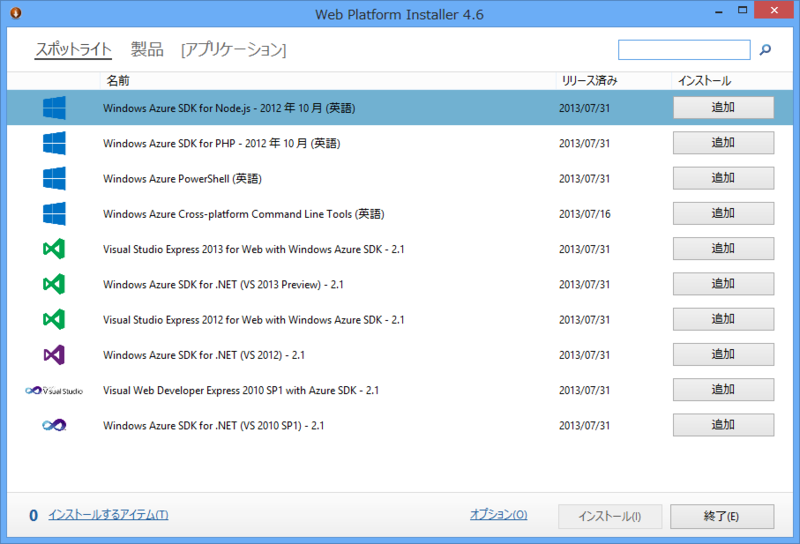 Web Platform Installer 4.6
スポットライト 製品 [アプリケーション]
名前 リリース済み インストール
Windows Azure SDK for Node.js - 2012 年 10 月 (英語) 2013/07/31 追加
Windows Azure SDK for PHP - 2012 年 10 月 (英語) 2013/07/31 追加
Windows Azure PowerShell (英語) 2013/07/31 追加
Windows Azure Cross-platform Command Line Tools (英語) 2013/07/16 追加
Visual Studio Express 2013 for Web with Windows Azure SDK - 2.1 2013/07/31 追加
Windows Azure SDK for .NET (VS 2013 Preview) - 2.1 2013/07/31 追加
Visual Studio Express 2012 for Web with Windows Azure SDK - 2.1 2013/07/31 追加
Windows Azure SDK for .NET (VS 2012) - 2.1 2013/07/31 追加
Visual Studio Visual Web Developer Express 2010 SP1 with Azure SDK - 2.1 2013/07/31 追加
Windows Azure SDK for .NET (VS 2010 SP1) - 2.1 2013/07/31 追加
0 インストールするアイテム(T) オプション(O) インストール(I) 終了(E)